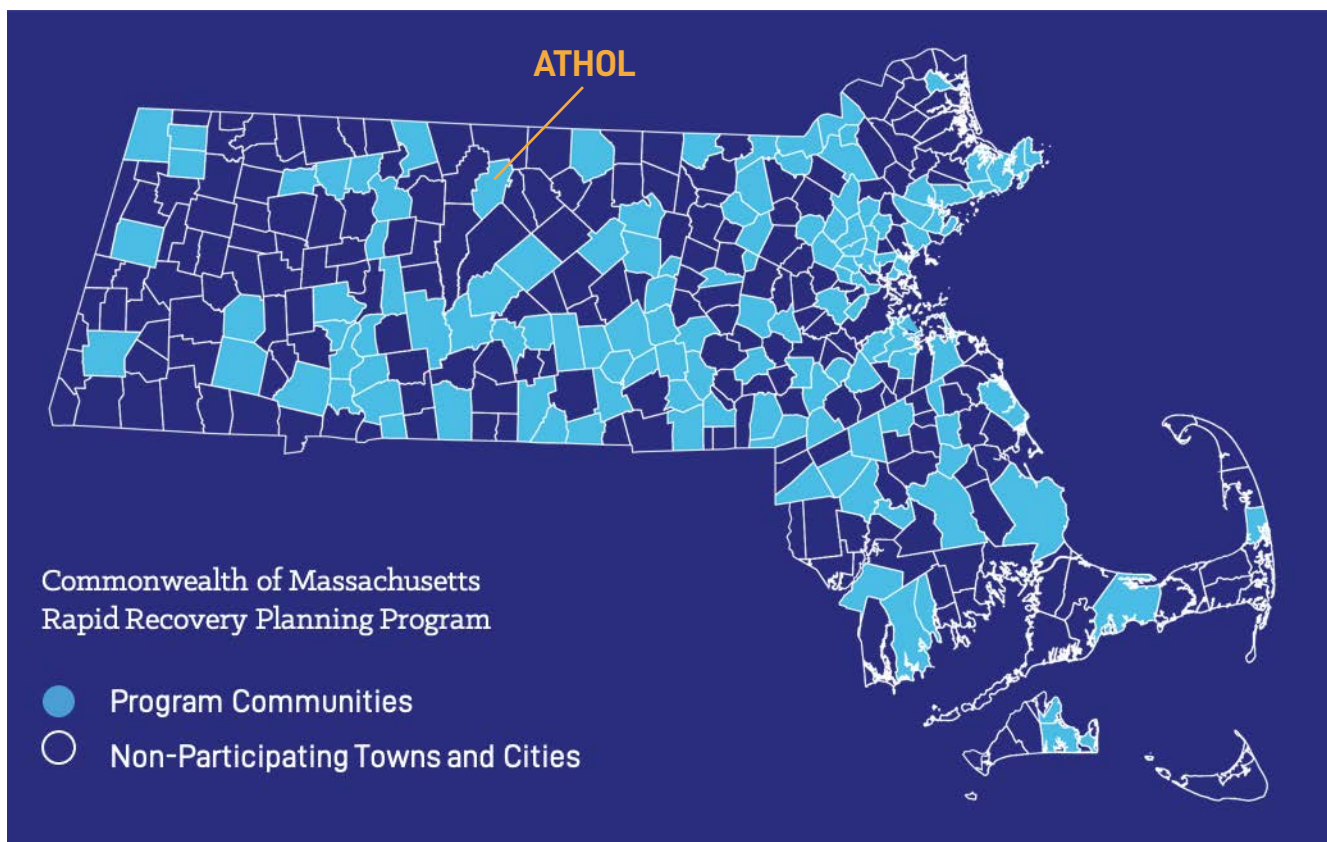 ATHOL
Commonwealth of Massachusetts
Rapid Recovery Planning Program
Program Communities
Non-Participating Towns and Cities